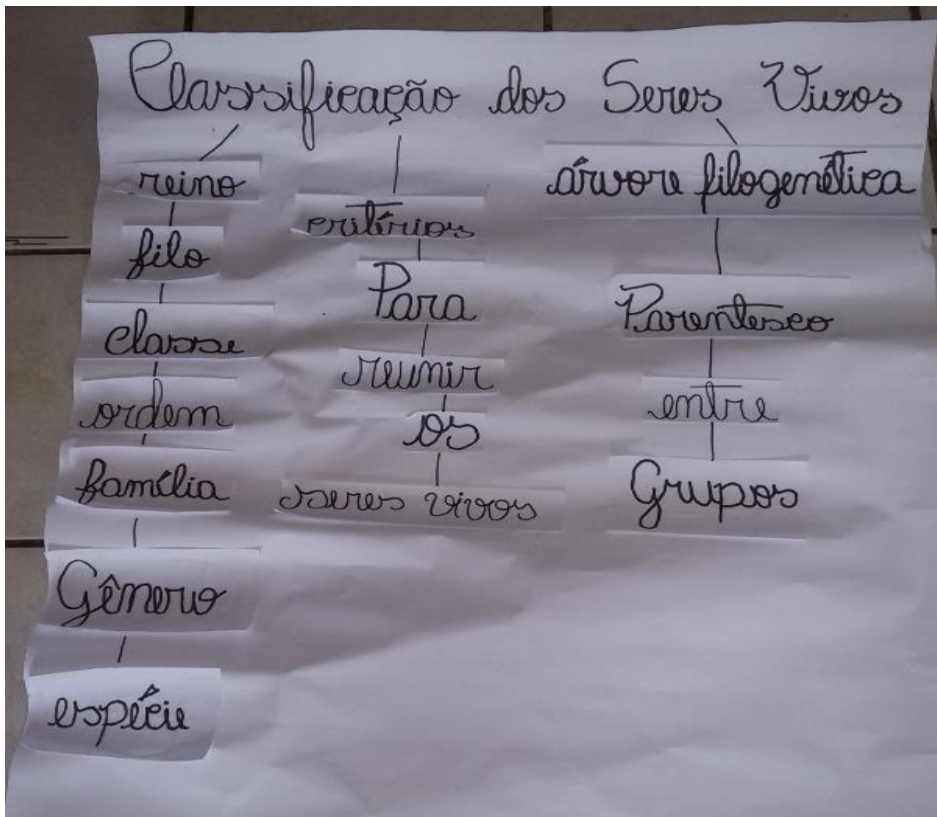 Classificação dos Seres Vivos
reino
filo
classe
ordem
família
Gênero
espécie
critérios
Para
reunir
os
seres vivos
árvore filogenética
Parentesco
entre
Grupos